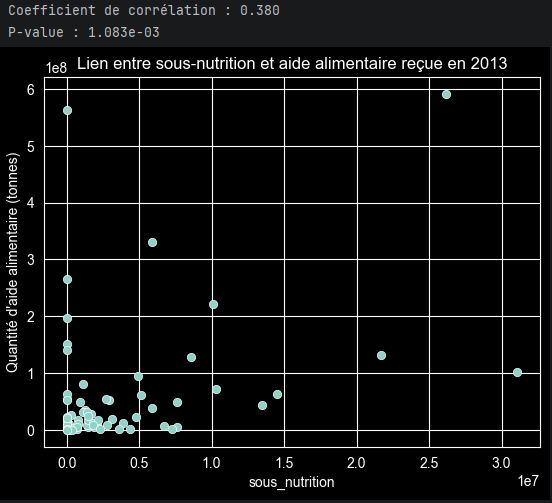 Coefficient de corrélation : 0.380
P-value : 1.083e-03
1e8
Lien entre sous-nutrition et aide alimentaire reçue en 2013
6
5
4
3
2
1
0
Quantité d'aide alimentaire (tonnes)
0.0 0.5 1.0 1.5 2.0 2.5 3.0
1e7
sous_nutrition